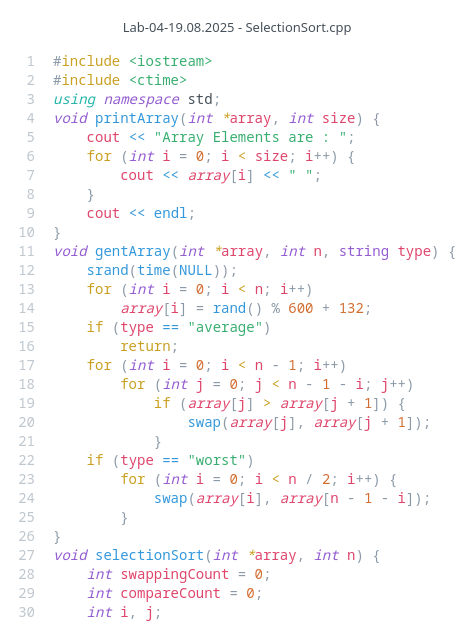 Lab-04-19.08.2025 - SelectionSort.cpp
1 #include <iostream>
2 #include <ctime>
3 using namespace std;
4 void printArray(int *array, int size) {
5     cout << "Array Elements are : ";
6     for (int i = 0; i < size; i++) {
7         cout << array[i] << " ";
8     }
9     cout << endl;
10 }
11 void gentArray(int *array, int n, string type) {
12     srand(time(NULL));
13     for (int i = 0; i < n; i++)
14         array[i] = rand() % 600 + 132;
15     if (type == "average")
16         return;
17     for (int i = 0; i < n - 1; i++)
18         for (int j = 0; j < n - 1 - i; j++)
19             if (array[j] > array[j + 1]) {
20                 swap(array[j], array[j + 1]);
21             }
22     if (type == "worst")
23         for (int i = 0; i < n / 2; i++) {
24             swap(array[i], array[n - 1 - i]);
25         }
26 }
27 void selectionSort(int *array, int n) {
28     int swappingCount = 0;
29     int compareCount = 0;
30     int i, j;